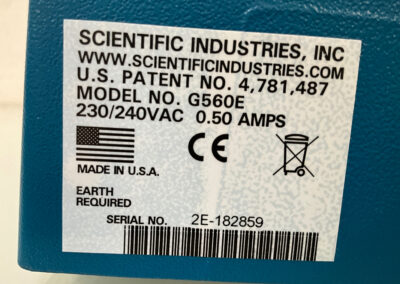 SCIENTIFIC INDUSTRIES, INC
WWW.SCIENTIFICINDUSTRIES.COM
U.S. PATENT NO. 4,781,487
MODEL NO. G560E
230/240VAC 0.50 AMPS
CE
MADE IN U.S.A.
EARTH
REQUIRED
SERIAL NO. 2E-182859